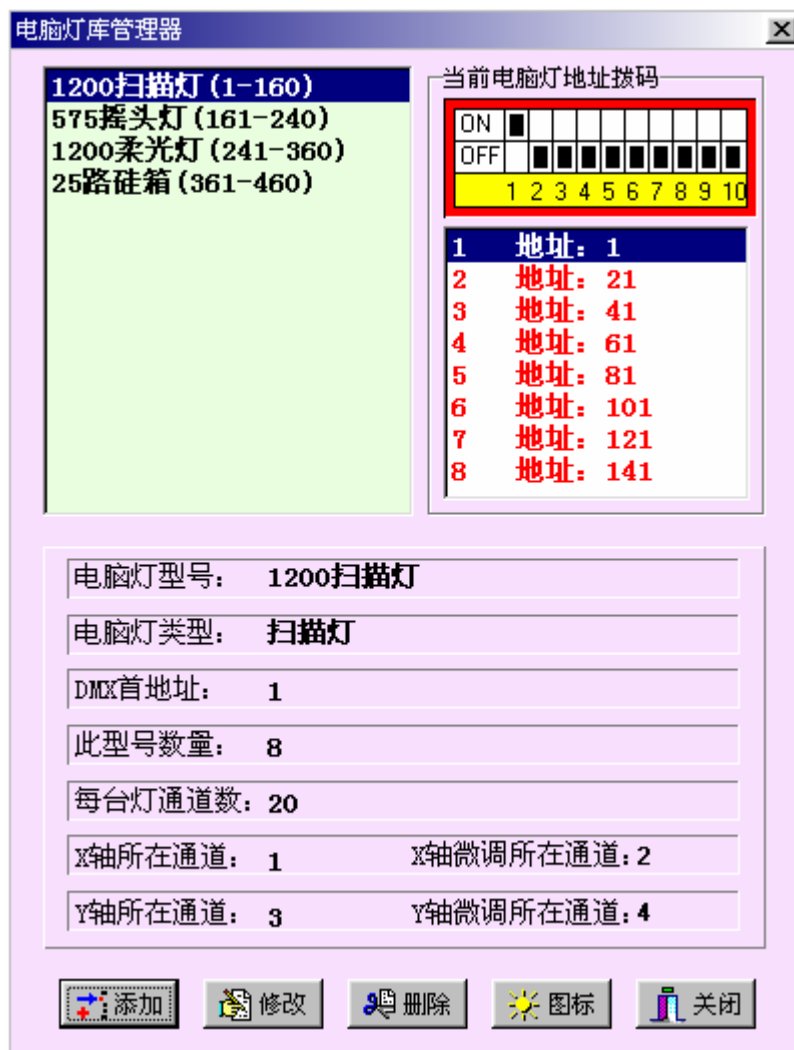 电脑灯库管理器
1200扫描灯(1-160)
575摇头灯(161-240)
1200柔光灯(241-360)
25路硅箱(361-460)
当前电脑灯地址拨码
ON
OFF
1 2 3 4 5 6 7 8 9 10
1 地址: 1
2 地址: 21
3 地址: 41
4 地址: 61
5 地址: 81
6 地址: 101
7 地址: 121
8 地址: 141
电脑灯型号: 1200扫描灯
电脑灯类型: 扫描灯
DMX首地址: 1
此型号数量: 8
每台灯通道数: 20
X轴所在通道: 1 X轴微调所在通道: 2
Y轴所在通道: 3 Y轴微调所在通道: 4
添加 修改 删除 图标 关闭